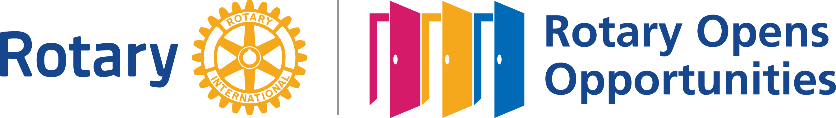 Rotary
ROTARY
INTERNATIONAL
Rotary Opens
Opportunities